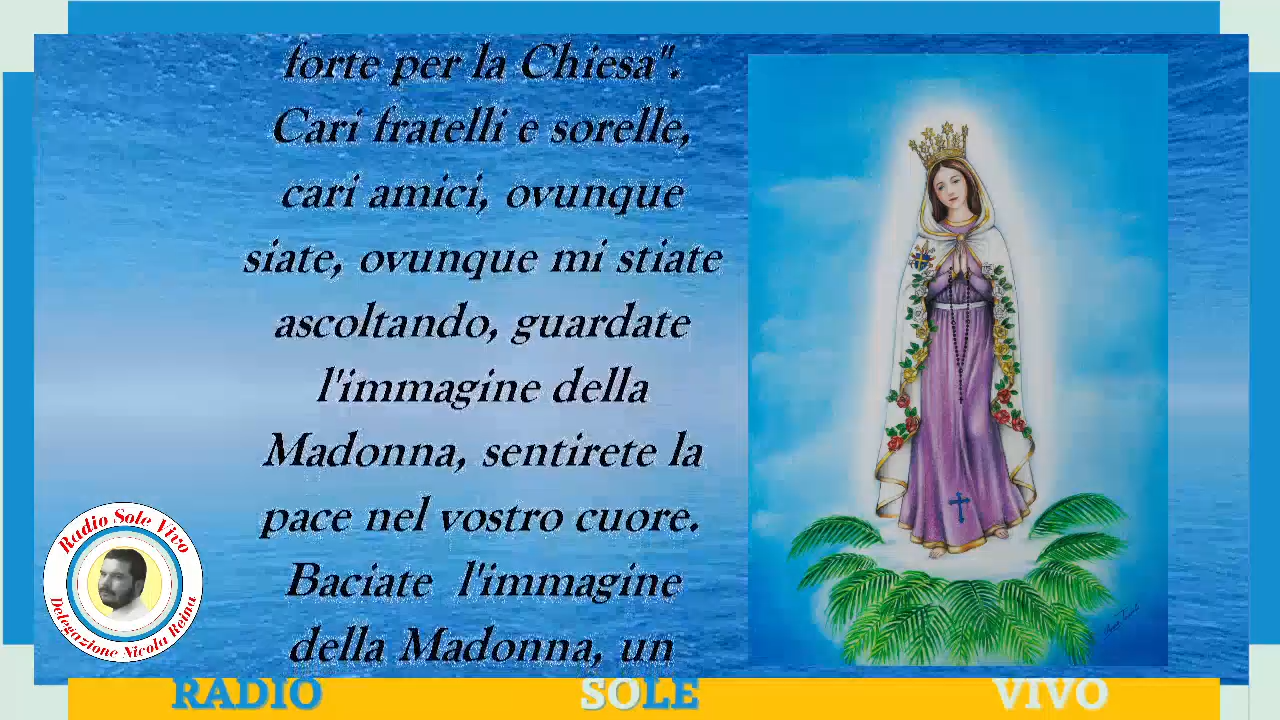 forte per la Chiesa".
Cari fratelli e sorelle,
cari amici, ovunque
siate, ovunque mi stiate
ascoltando, guardate
l'immagine della
Madonna, sentirete la
pace nel vostro cuore.
Baciate l'immagine
della Madonna, un
Radio Sole Vivo
Delegazione Nicola Reina
RADIO SOLE VIVO